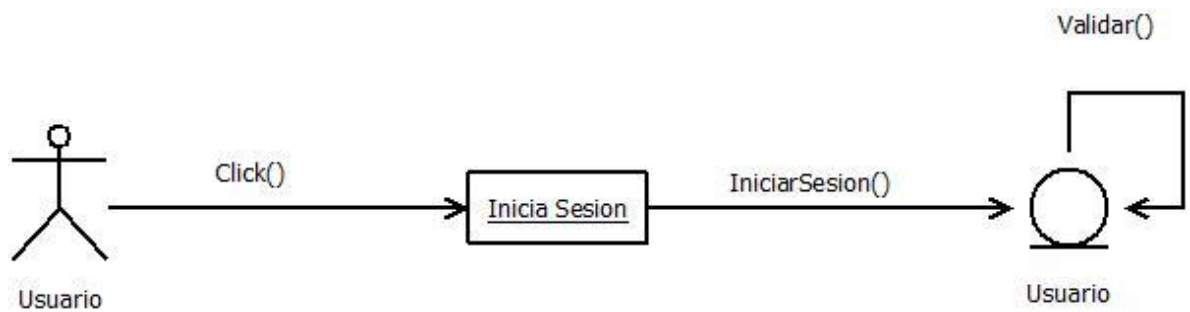 Validar()
Click()
IniciarSesion()
Inicia Sesion
Usuario
Usuario